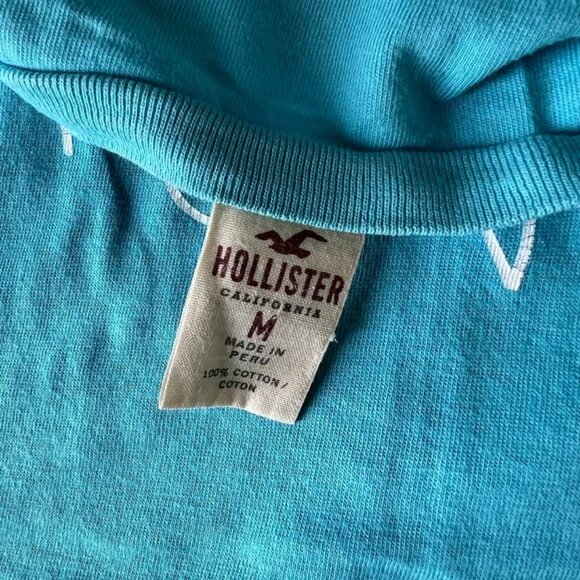 HOLLISTER
CALIFORNIA
M
MADE IN
PERU
100% COTTON/
COTON